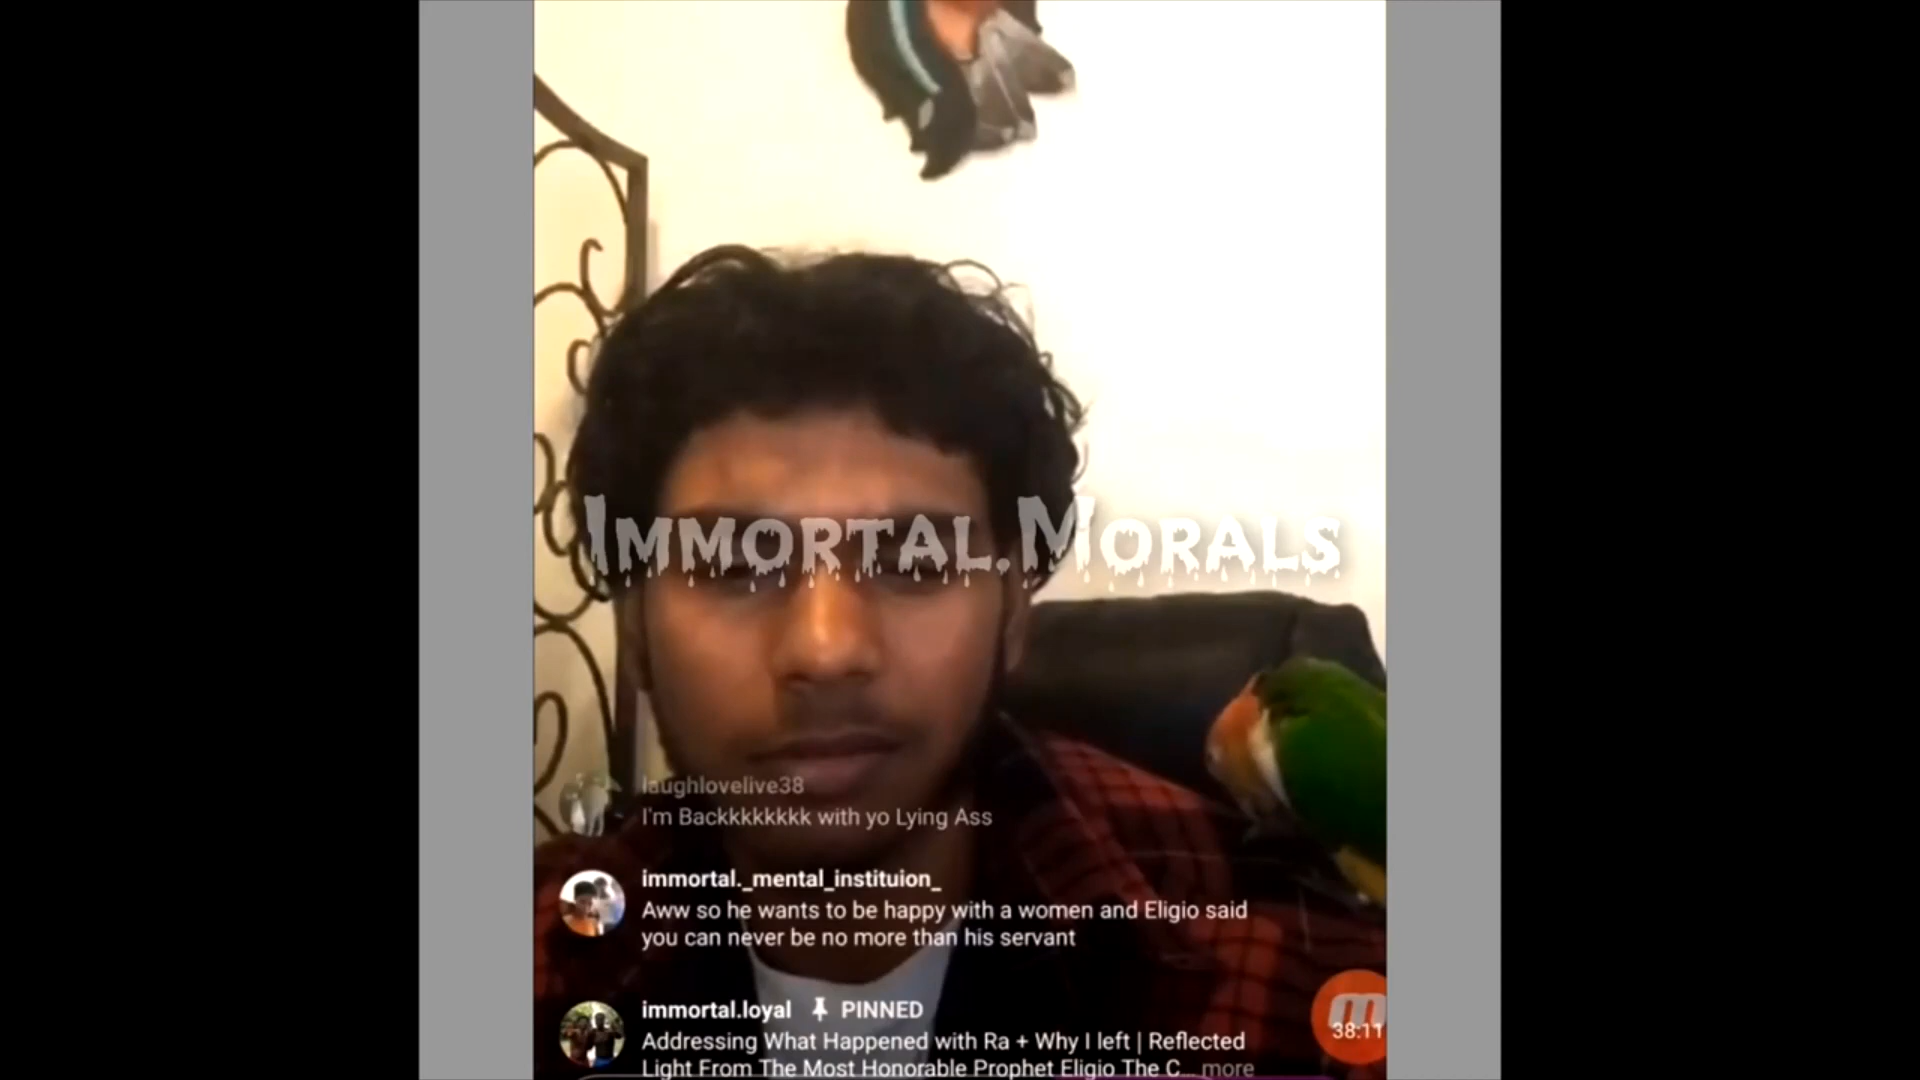 Immortal.Morals
laughlovelive38
I'm Backkkkkkkk with yo Lying Ass
immortal._mental_instituion_
Aww so he wants to be happy with a women and Eligio said
you can never be no more than his servant
immortal.loyal PINNED
Addressing What Happened with Ra + Why I left | Reflected
Light From The Most Honorable Prophet Eligio The C... more
38:11